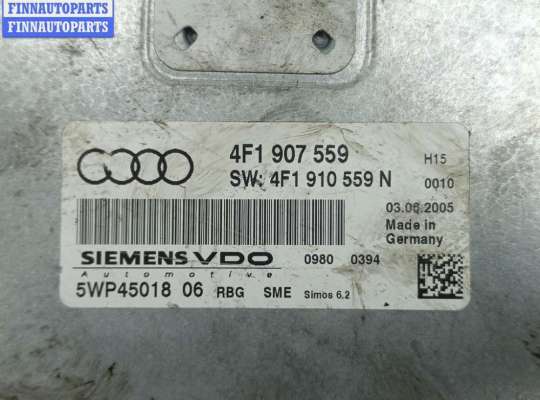 FINNAUTOPARTS
FINNAUTOPARTS
4F1 907 559 H15
SW: 4F1 910 559 N 0010
03.06.2005
Made in
Germany
SIEMENS VDO 0980 0394
Automotive
5WP45018 06 RBG SME Simos 6.2